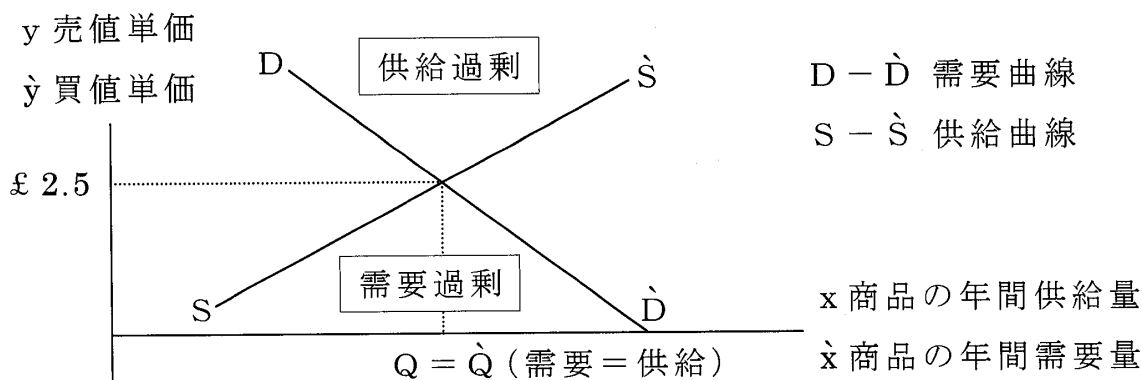 y 売値単価
ỳ 買値単価
D
供給過剰
S̀
D － D̀ 需要曲線
S － S̀ 供給曲線
£ 2.5
需要過剰
S
D̀
x 商品の年間供給量
Q = Q̀ (需要＝供給)
x̀ 商品の年間需要量